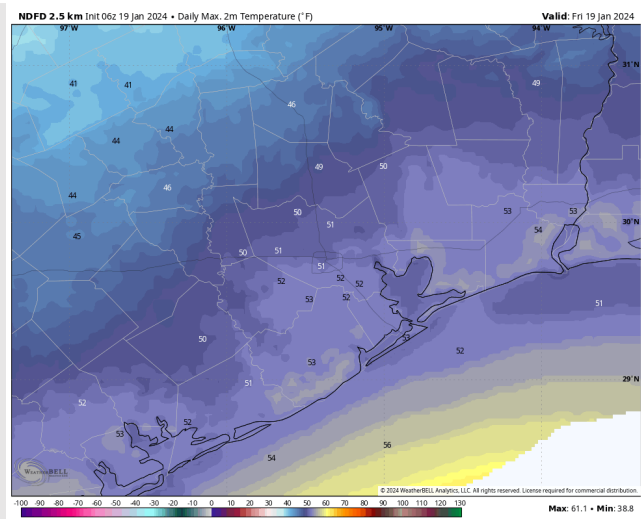 NDFD 2.5 km Init 06z 19 Jan 2024 • Daily Max. 2m Temperature (°F)
Valid: Fri 19 Jan 2024
97°W 96°W 95°W 94°W
31°N
41 41 49
46
44
44
49 50
46
44
50 53 53
51 54 30°N
45
50 51
51
52 52 52
53 52
51
53
50 52
53 29°N
51
52
52
53
56
54
WEATHERBELL
© 2024 WeatherBELL Analytics, LLC. All rights reserved. License required for commercial distribution.
-100 -90 -80 -70 -60 -50 -40 -30 -20 -10 0 10 20 30 40 50 60 70 80 90 100 110 120 130
Max: 61.1 • Min: 38.8